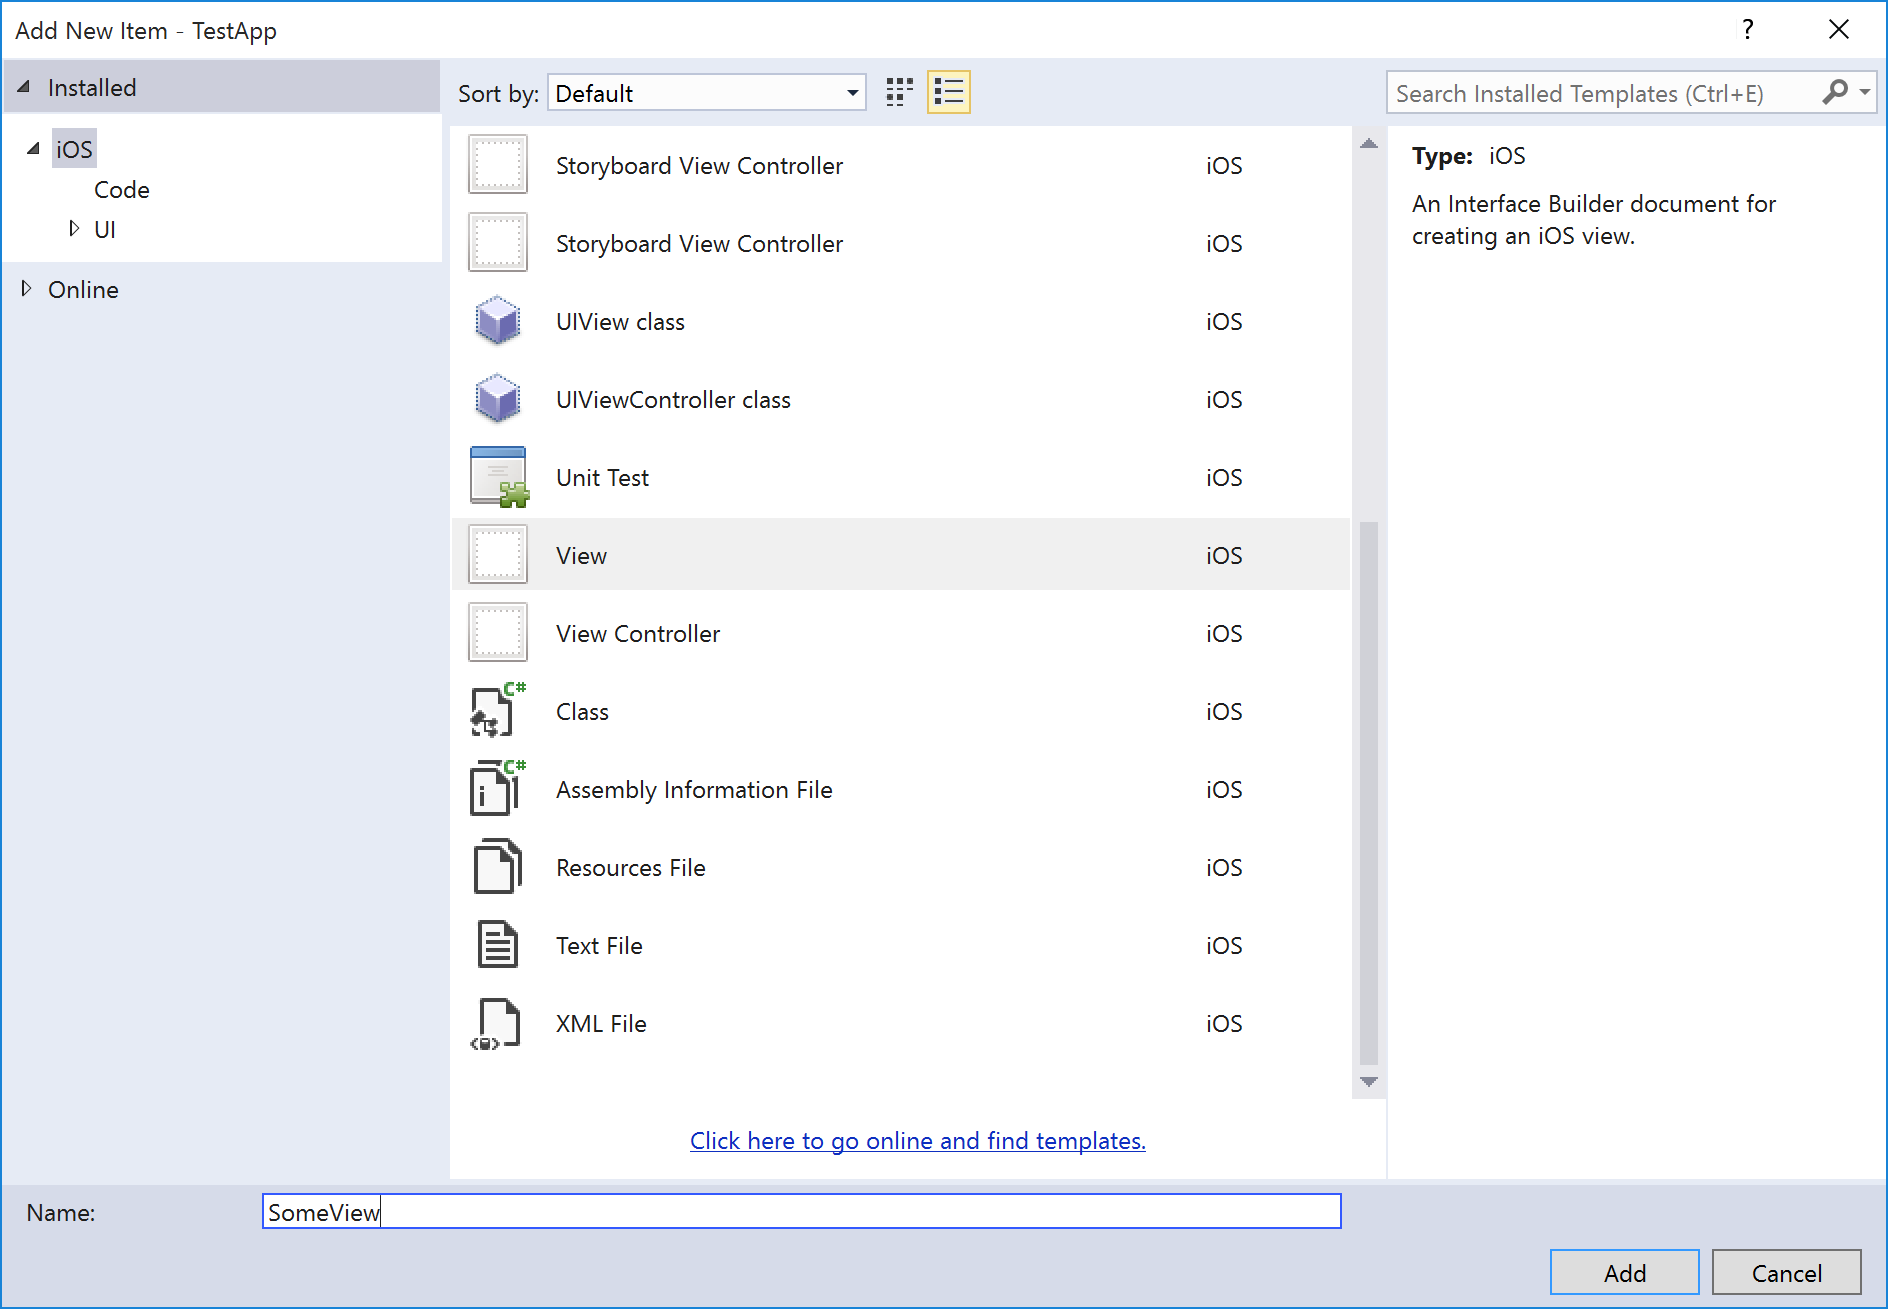 Add New Item - TestApp
?
Installed
Sort by: Default
Search Installed Templates (Ctrl+E)
iOS
Code
UI
Online
Storyboard View Controller iOS
Storyboard View Controller iOS
UIView class iOS
UIViewController class iOS
Unit Test iOS
View iOS
View Controller iOS
C#
Class iOS
C#
Assembly Information File iOS
Resources File iOS
Text File iOS
XML File iOS
Click here to go online and find templates.
Type: iOS
An Interface Builder document for
creating an iOS view.
Name: SomeView
Add Cancel